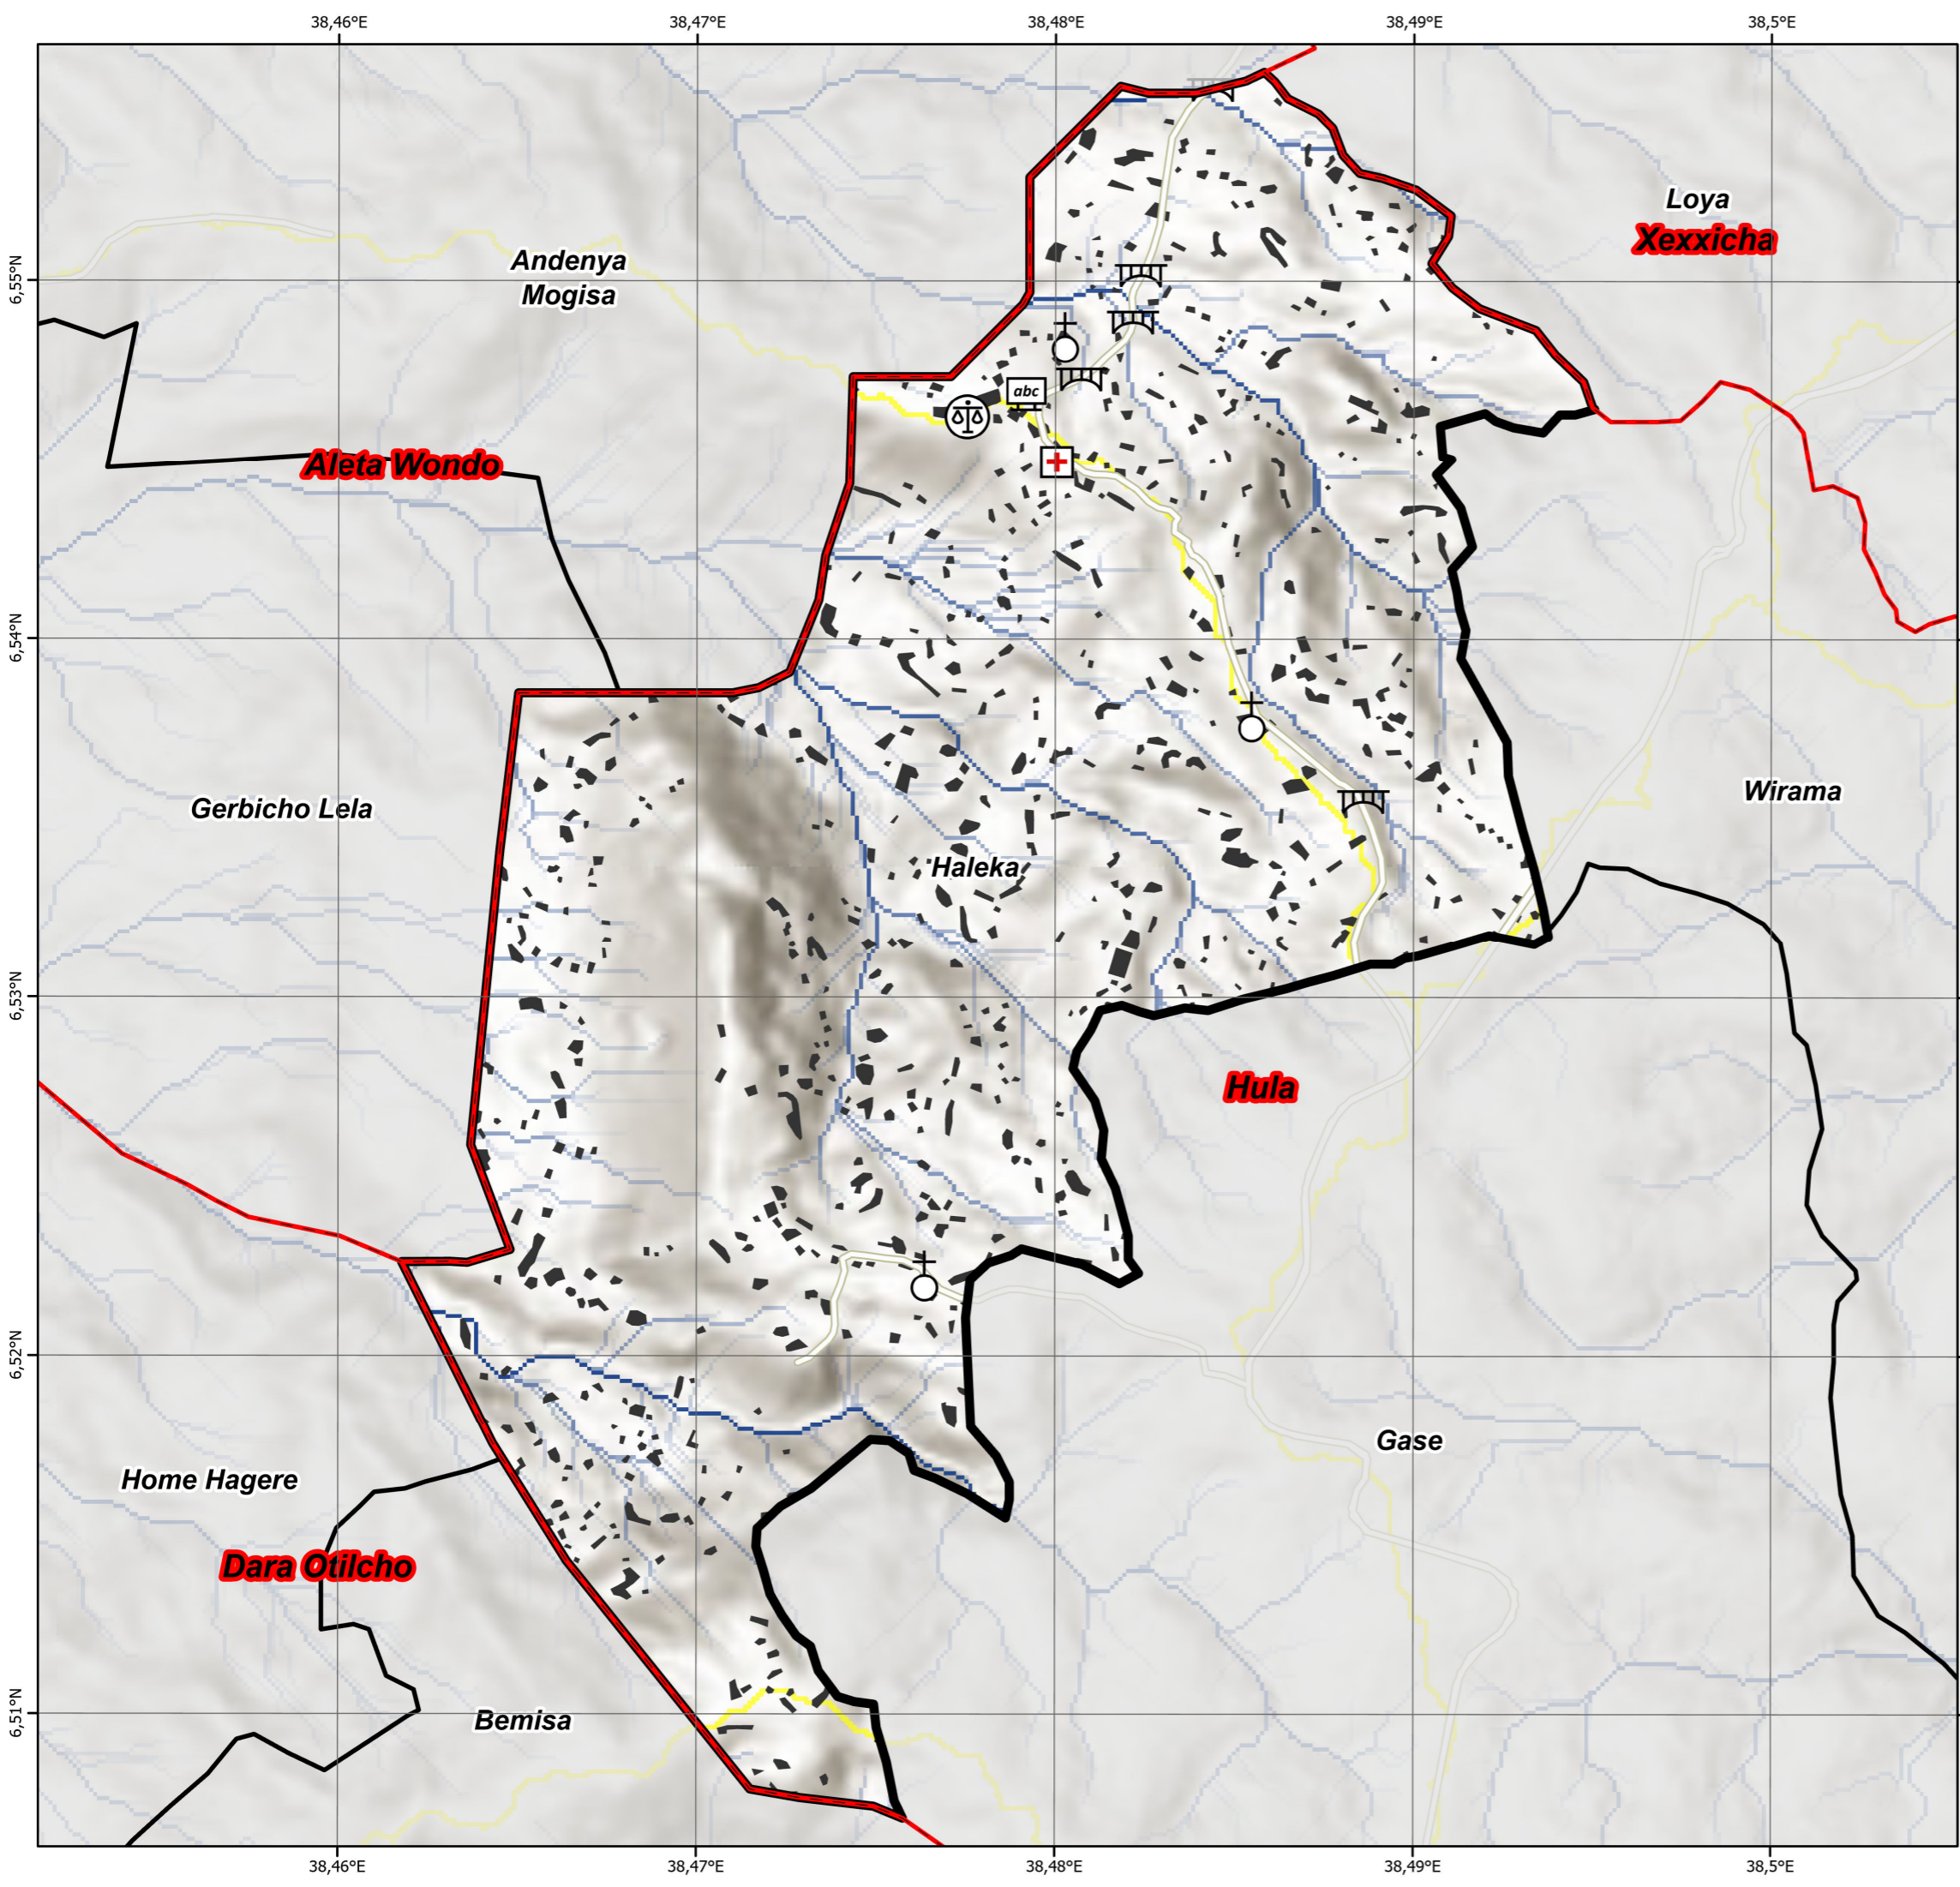 38,46°E 38,47°E 38,48°E 38,49°E 38,5°E
Loya
Xexxicha
Andenya
Mogisa
6,55°N
abc
Aleta Wondo
6,54°N
Wirama
Gerbicho Lela
Haleka
6,53°N
Hula
6,52°N
Gase
Home Hagere
Dara Otilcho
6,51°N
Bemisa
38,46°E 38,47°E 38,48°E 38,49°E 38,5°E